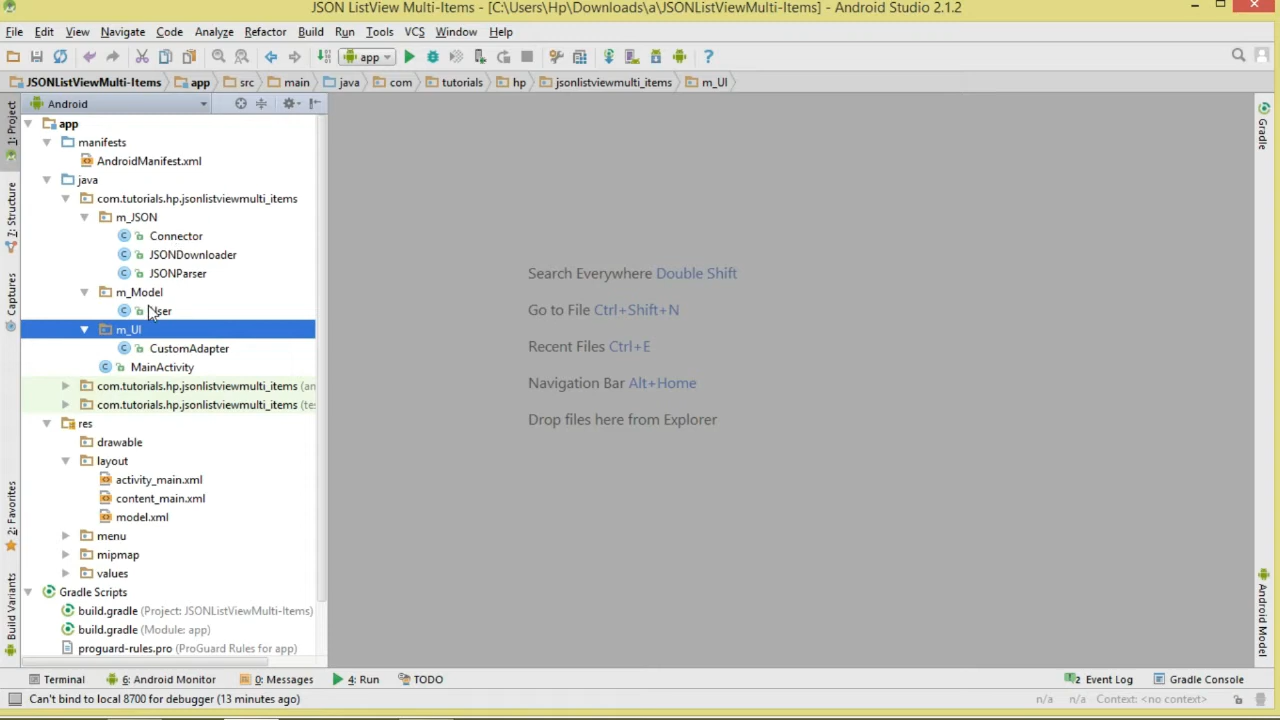 JSON ListView Multi-Items - [C:\Users\Hp\Downloads\a\JSONListViewMulti-Items] - Android Studio 2.1.2
File Edit View Navigate Code Analyze Refactor Build Run Tools VCS Window Help
app
JSONListViewMulti-Items app src main java com tutorials hp jsonlistviewmulti_items m_UI
Android
1: Project
Z: Structure
Captures
2: Favorites
Build Variants
app
manifests
AndroidManifest.xml
java
com.tutorials.hp.jsonlistviewmulti_items
m_JSON
Connector
JSONDownloader
JSONParser
m_Model
User
m_UI
CustomAdapter
MainActivity
com.tutorials.hp.jsonlistviewmulti_items (an
com.tutorials.hp.jsonlistviewmulti_items (te
res
drawable
layout
activity_main.xml
content_main.xml
model.xml
menu
mipmap
values
Gradle Scripts
build.gradle (Project: JSONListViewMulti-Items)
build.gradle (Module: app)
proguard-rules.pro (ProGuard Rules for app)
Search Everywhere Double Shift
Go to File Ctrl+Shift+N
Recent Files Ctrl+E
Navigation Bar Alt+Home
Drop files here from Explorer
Gradle
Android Model
Terminal 6: Android Monitor 0: Messages 4: Run TODO 2 Event Log Gradle Console
Can't bind to local 8700 for debugger (13 minutes ago) n/a n/a Context: <no context>